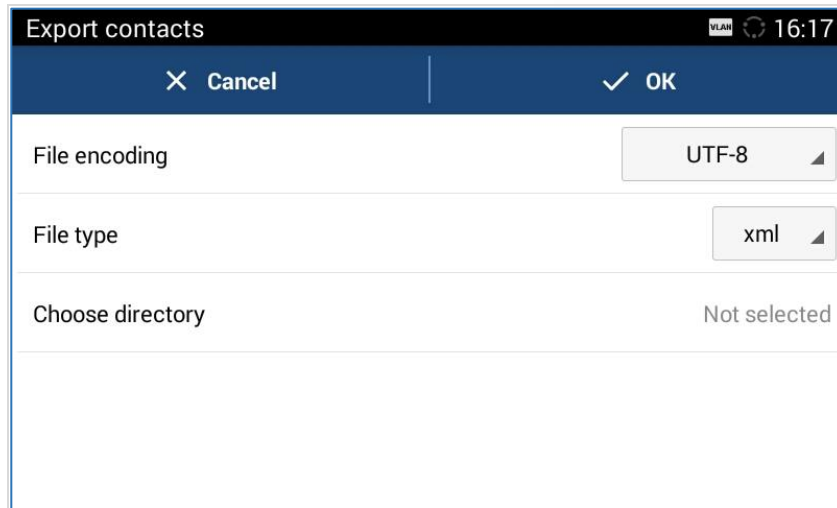 Export contacts VLAN 16:17
Cancel OK
File encoding UTF-8
File type xml
Choose directory Not selected